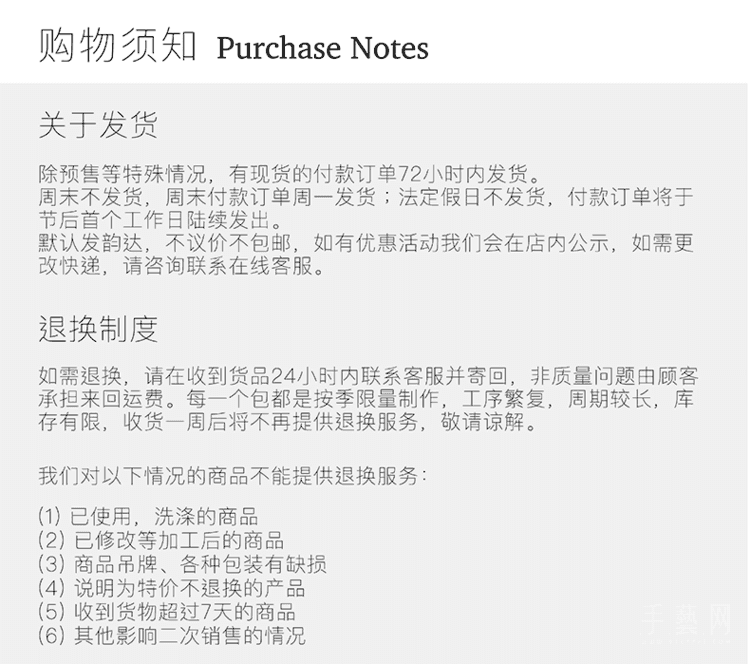 购物须知 Purchase Notes
关于发货
除预售等特殊情况，有现货的付款订单72小时内发货。
周末不发货，周末付款订单周一发货；法定假日不发货，付款订单将于
节后首个工作日陆续发出。
默认发韵达，不议价不包邮，如有优惠活动我们会在店内公示，如需更
改快递，请咨询联系在线客服。
退换制度
如需退换，请在收到货品24小时内联系客服并寄回，非质量问题由顾客
承担来回运费。每一个包都是按季限量制作，工序繁复，周期较长，库
存有限，收货一周后将不再提供退换服务，敬请谅解。
我们对以下情况的商品不能提供退换服务：
(1) 已使用，洗涤的商品
(2) 已修改等加工后的商品
(3) 商品吊牌、各种包装有缺损
(4) 说明为特价不退换的产品
(5) 收到货物超过7天的商品
(6) 其他影响二次销售的情况
手藝网